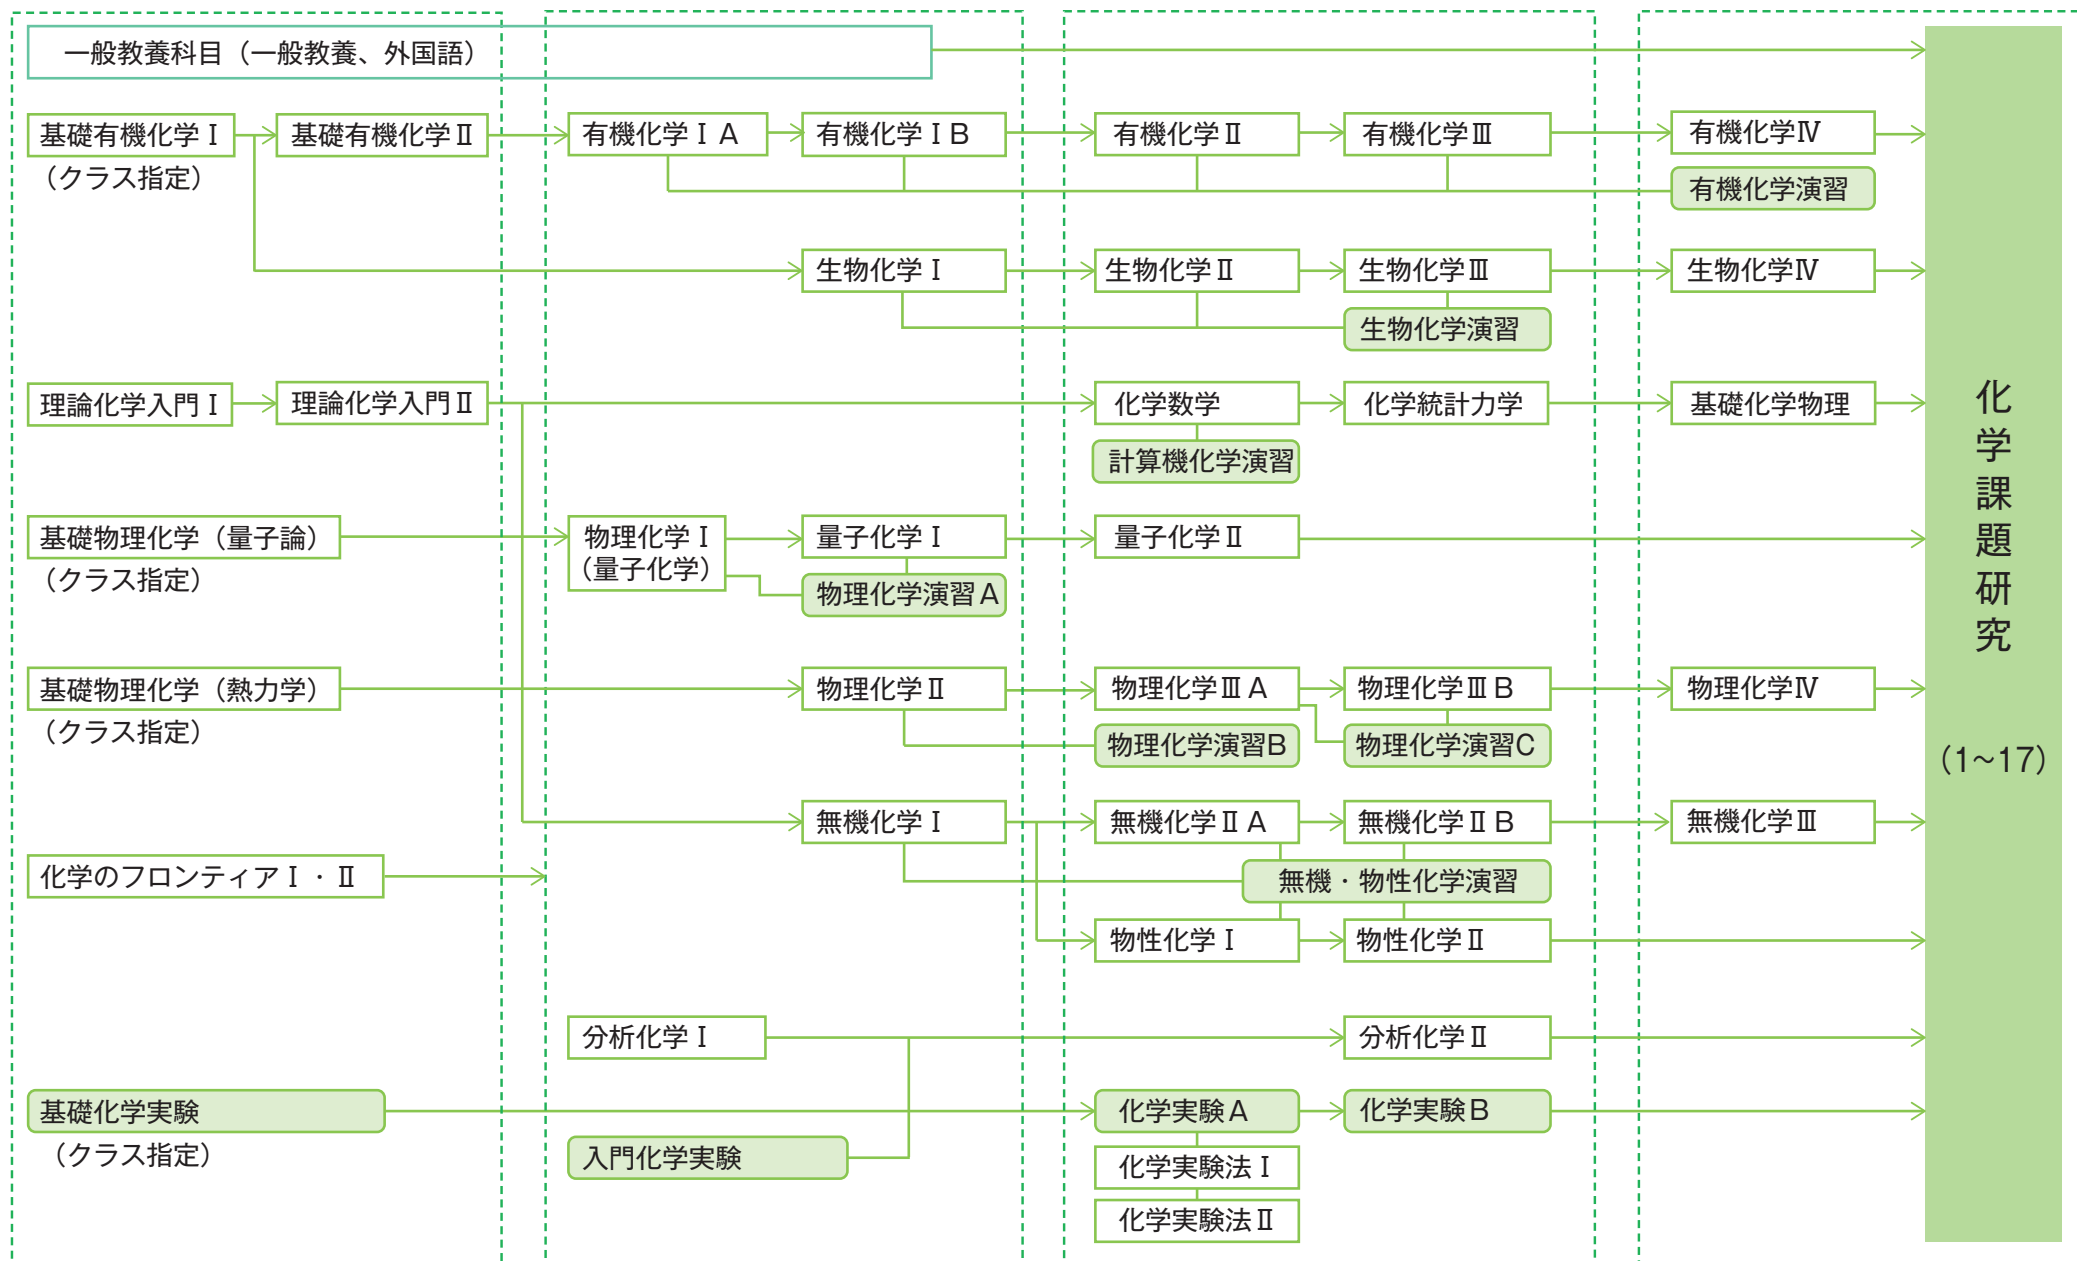 一般教養科目（一般教養、外国語）
基礎有機化学Ⅰ
（クラス指定）
基礎有機化学Ⅱ
有機化学ⅠA
有機化学ⅠB
有機化学Ⅱ
有機化学Ⅲ
有機化学Ⅳ
有機化学演習
生物化学Ⅰ
生物化学Ⅱ
生物化学Ⅲ
生物化学Ⅳ
生物化学演習
理論化学入門Ⅰ
理論化学入門Ⅱ
化学数学
化学統計力学
基礎化学物理
計算機化学演習
基礎物理化学（量子論）
（クラス指定）
物理化学Ⅰ
（量子化学）
量子化学Ⅰ
量子化学Ⅱ
物理化学演習A
基礎物理化学（熱力学）
（クラス指定）
物理化学Ⅱ
物理化学ⅢA
物理化学ⅢB
物理化学Ⅳ
物理化学演習B
物理化学演習C
無機化学Ⅰ
無機化学ⅡA
無機化学ⅡB
無機化学Ⅲ
化学のフロンティアⅠ・Ⅱ
無機・物性化学演習
物性化学Ⅰ
物性化学Ⅱ
分析化学Ⅰ
分析化学Ⅱ
基礎化学実験
（クラス指定）
化学実験A
化学実験B
入門化学実験
化学実験法Ⅰ
化学実験法Ⅱ
化学課題研究
（1~17）